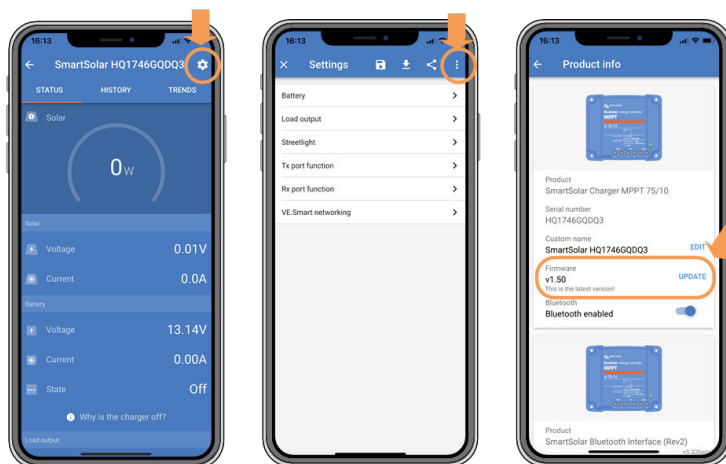 16:13
SmartSolar HQ1746GQDQ3
STATUS HISTORY TRENDS
Solar
0W
Solar
Voltage 0.01V
Current 0.0A
Battery
Voltage 13.14V
Current 0.00A
State Off
Why is the charger off?
Load output
16:13
Settings
Battery
Load output
Streetlight
Tx port function
Rx port function
VE.Smart networking
16:13
Product info
MPPT
Product
SmartSolar Charger MPPT 75/10
Serial number
HQ1746GQDQ3
Custom name
SmartSolar HQ1746GQDQ3 EDIT
Firmware
v1.50 UPDATE
This is the latest version!
Bluetooth
Bluetooth enabled
MPPT
Product
SmartSolar Bluetooth Interface (Rev2)